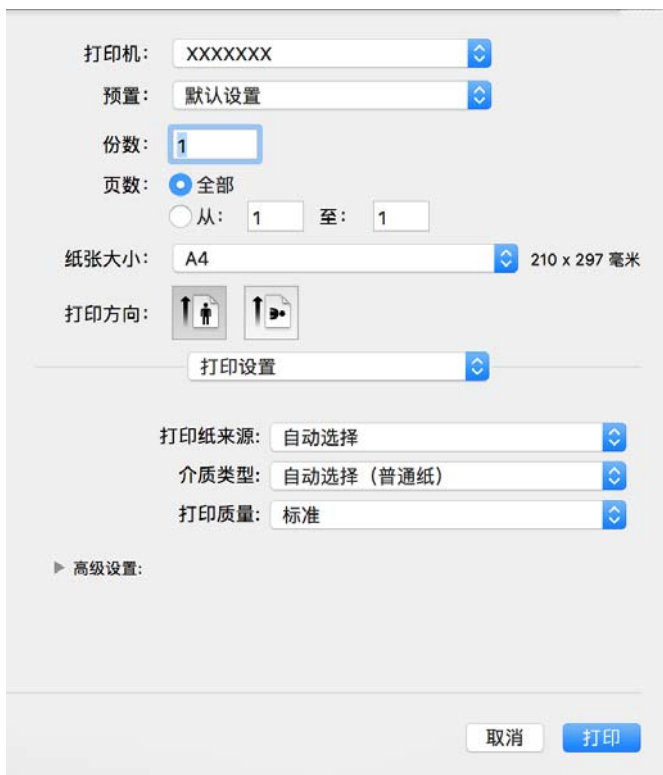 打印机： XXXXXXX
预置： 默认设置
份数： 1
页数： 全部
从： 1 至： 1
纸张大小： A4 210 x 297 毫米
打印方向：
打印设置
打印纸来源: 自动选择
介质类型: 自动选择（普通纸）
打印质量: 标准
高级设置:
取消 打印